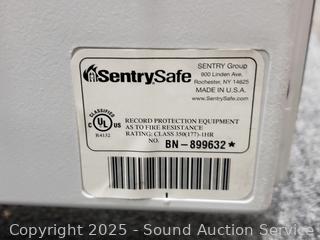 SentrySafe
SENTRY Group
900 Linden Ave.
Rochester, NY 14625
MADE IN U.S.A.
www.SentrySafe.com
CLASSIFIED
C UL US
R4132
RECORD PROTECTION EQUIPMENT
AS TO FIRE RESISTANCE
RATING: CLASS 350(177)-1HR
NO. BN-899632*
Copyright 2025 - Sound Auction Service